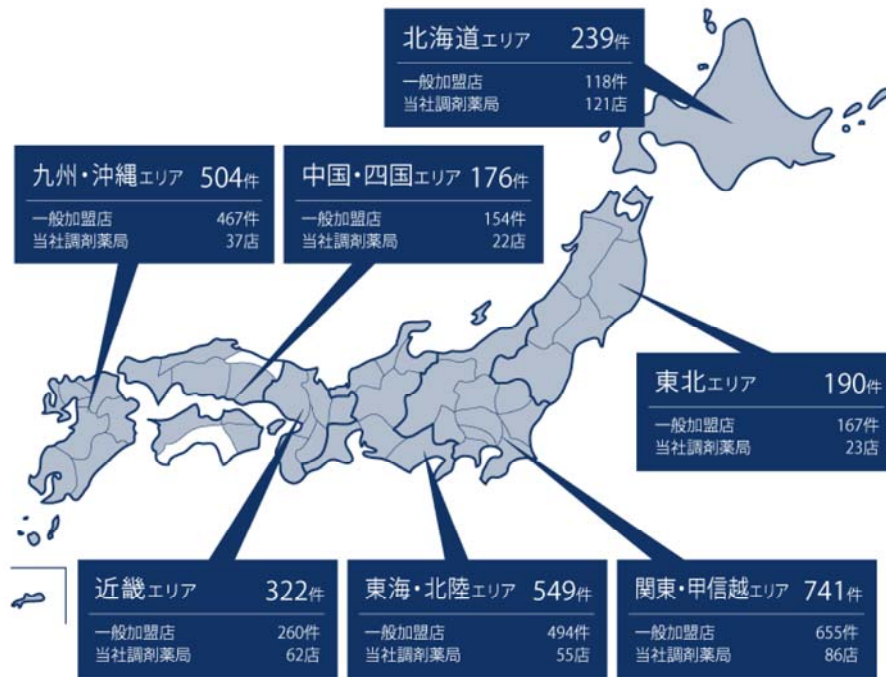 北海道エリア 239件
一般加盟店 118件
当社調剤薬局 121店
九州・沖縄エリア 504件
一般加盟店 467件
当社調剤薬局 37店
中国・四国エリア 176件
一般加盟店 154件
当社調剤薬局 22店
東北エリア 190件
一般加盟店 167件
当社調剤薬局 23店
近畿エリア 322件
一般加盟店 260件
当社調剤薬局 62店
東海・北陸エリア 549件
一般加盟店 494件
当社調剤薬局 55店
関東・甲信越エリア 741件
一般加盟店 655件
当社調剤薬局 86店